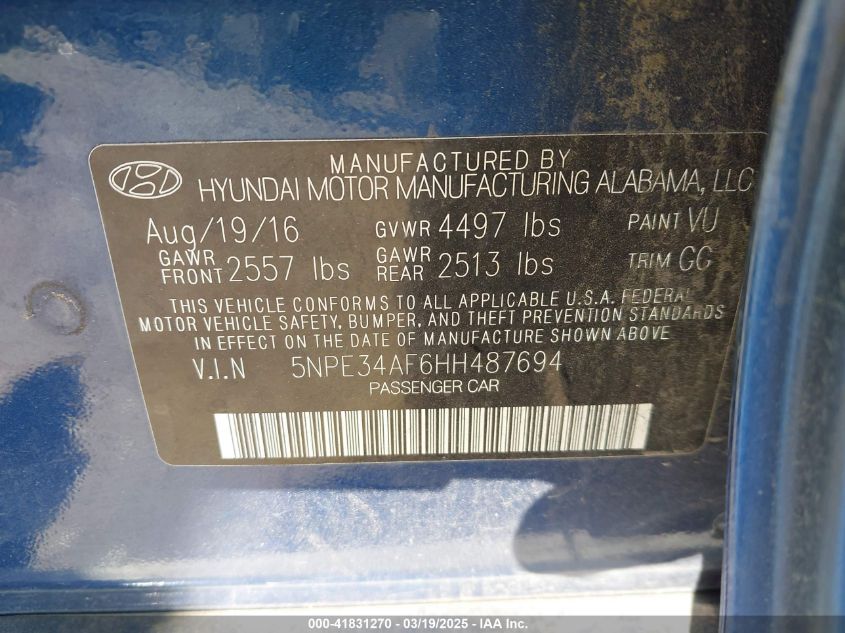 MANUFACTURED BY
HYUNDAI MOTOR MANUFACTURING ALABAMA, LLC
Aug/19/16 GVWR 4497 lbs PAINT VU
GAWR FRONT 2557 lbs GAWR REAR 2513 lbs TRIM GG
THIS VEHICLE CONFORMS TO ALL APPLICABLE U.S.A. FEDERAL
MOTOR VEHICLE SAFETY, BUMPER, AND THEFT PREVENTION STANDARDS
IN EFFECT ON THE DATE OF MANUFACTURE SHOWN ABOVE
V.I.N 5NPE34AF6HH487694
PASSENGER CAR
000-41831270 - 03/19/2025 - IAAI.COM